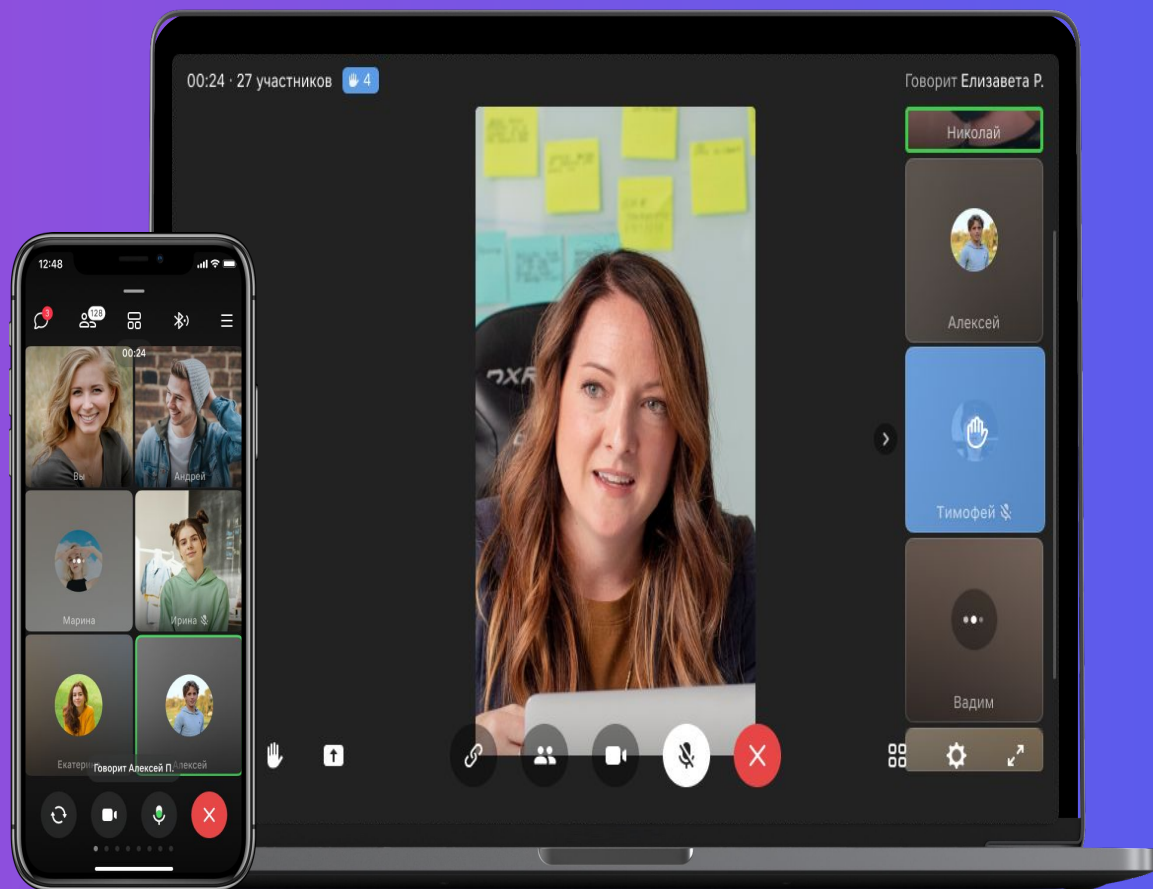 00:24 · 27 участников 4
Говорит Елизавета Р.
Николай
Алексей
Тимофей
Вадим
12:48
3
128
00:24
Вы
Андрей
Марина
Ирина
Говорит Алексей П.
Алексей